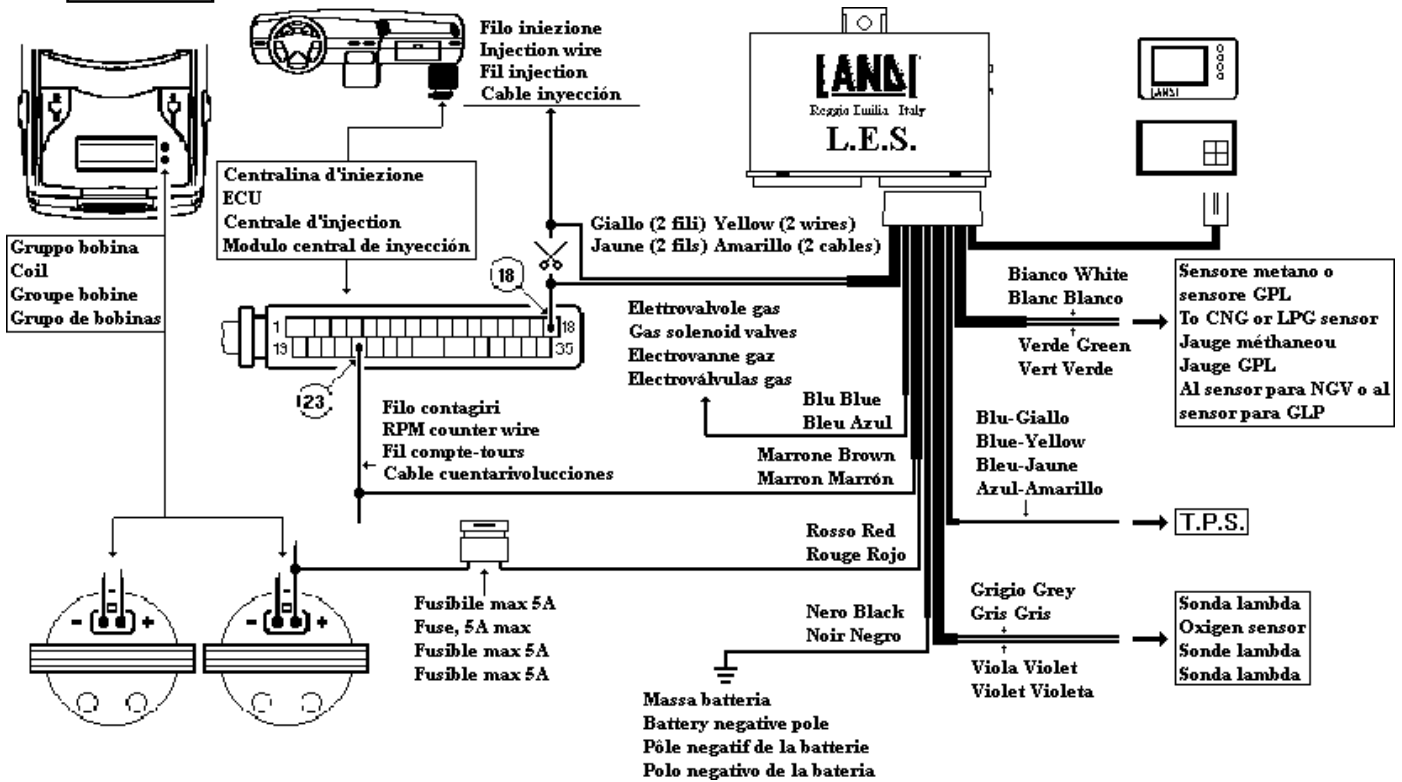 Filo iniezione
Injection wire
Fil injection
Cable inyección
LANDI
Reggio Emilia Italy
L.E.S.
LANDI
Centralina d'iniezione
ECU
Centrale d'injection
Modulo central de inyección
Gruppo bobina
Coil
Groupe bobine
Grupo de bobinas
Giallo (2 fili) Yellow (2 wires)
Jaune (2 fils) Amarillo (2 cables)
18
1
18
19
35
23
Elettrovalvole gas
Gas solenoid valves
Electrovanne gaz
Electroválvulas gas
Bianco White
Blanc Blanco
Verde Green
Vert Verde
Sensore metano o
sensore GPL
To CNG or LPG sensor
Jauge méthaneou
Jauge GPL
Al sensor para NGV o al
sensor para GLP
Blu Blue
Bleu Azul
Filo contagiri
RPM counter wire
Fil compte-tours
Cable cuentarivolucciones
Marrone Brown
Marron Marrón
Blu-Giallo
Blue-Yellow
Bleu-Jaune
Azul-Amarillo
T.P.S.
Rosso Red
Rouge Rojo
- +
- +
Fusibile max 5A
Fuse, 5A max
Fusible max 5A
Fusible max 5A
Nero Black
Noir Negro
Grigio Grey
Gris Gris
Viola Violet
Violet Violeta
Sonda lambda
Oxigen sensor
Sonde lambda
Sonda lambda
Massa batteria
Battery negative pole
Pôle negatif de la batterie
Polo negativo de la bateria